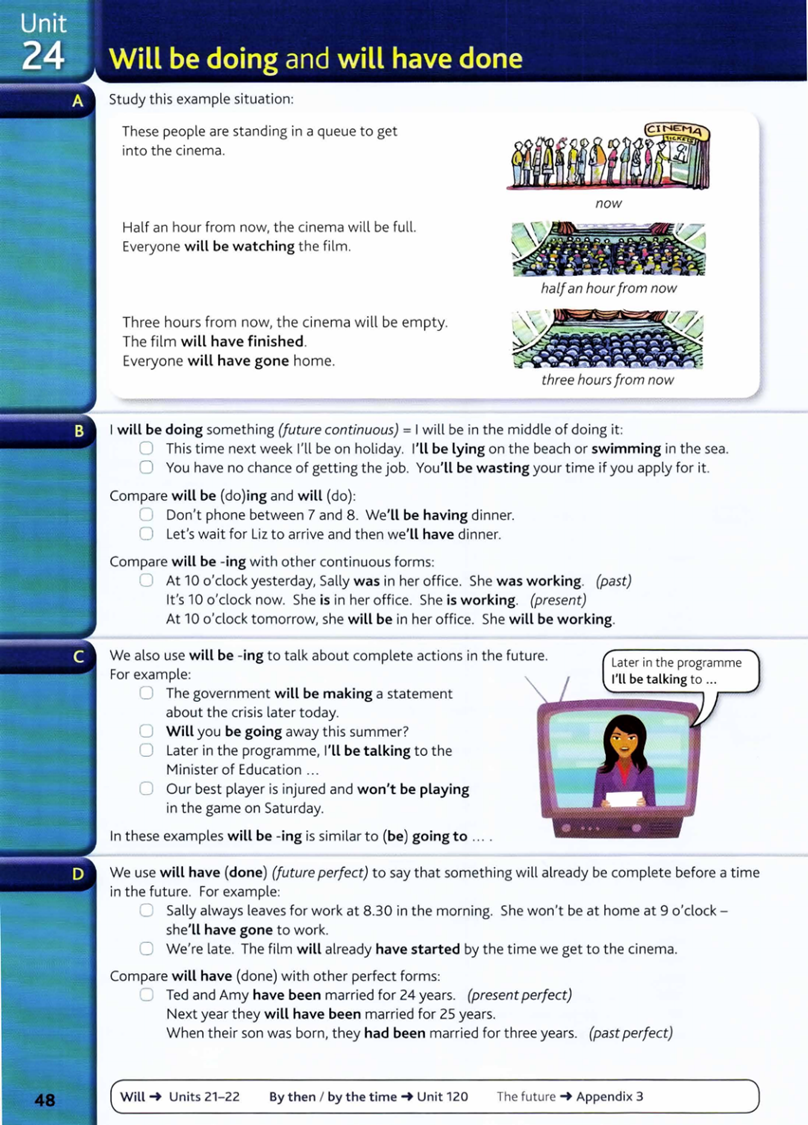 Unit
24
Will be doing and will have done
A
Study this example situation:
These people are standing in a queue to get
into the cinema.
CINEMA
TICKETS
now
Half an hour from now, the cinema will be full.
Everyone will be watching the film.
half an hour from now
Three hours from now, the cinema will be empty.
The film will have finished.
Everyone will have gone home.
three hours from now
B
I will be doing something (future continuous) = I will be in the middle of doing it:
This time next week I'll be on holiday. I'll be lying on the beach or swimming in the sea.
You have no chance of getting the job. You'll be wasting your time if you apply for it.
Compare will be (do)ing and will (do):
Don't phone between 7 and 8. We'll be having dinner.
Let's wait for Liz to arrive and then we'll have dinner.
Compare will be -ing with other continuous forms:
At 10 o'clock yesterday, Sally was in her office. She was working. (past)
It's 10 o'clock now. She is in her office. She is working. (present)
At 10 o'clock tomorrow, she will be in her office. She will be working.
C
We also use will be -ing to talk about complete actions in the future.
For example:
The government will be making a statement
about the crisis later today.
Will you be going away this summer?
Later in the programme, I'll be talking to the
Minister of Education ...
Our best player is injured and won't be playing
in the game on Saturday.
In these examples will be -ing is similar to (be) going to ... .
Later in the programme
I'll be talking to ...
D
We use will have (done) (future perfect) to say that something will already be complete before a time
in the future. For example:
Sally always leaves for work at 8.30 in the morning. She won't be at home at 9 o'clock –
she'll have gone to work.
We're late. The film will already have started by the time we get to the cinema.
Compare will have (done) with other perfect forms:
Ted and Amy have been married for 24 years. (present perfect)
Next year they will have been married for 25 years.
When their son was born, they had been married for three years. (past perfect)
48
Will → Units 21–22 By then / by the time → Unit 120 The future → Appendix 3